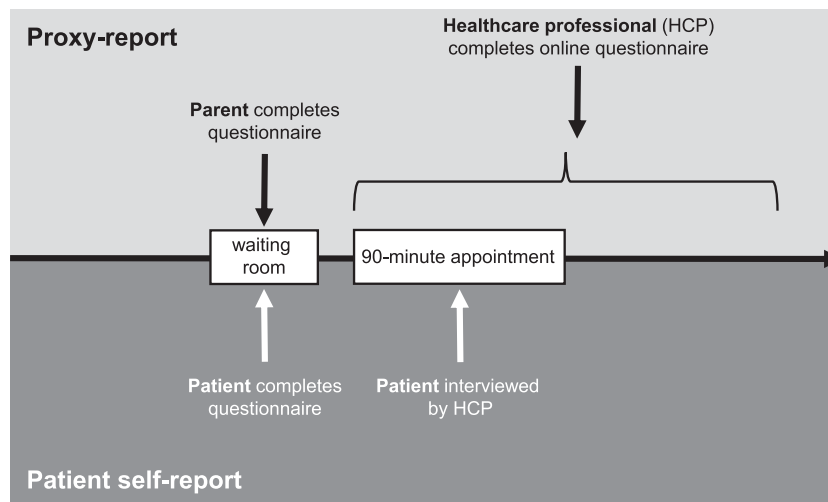 Proxy-report
Healthcare professional (HCP)
completes online questionnaire
Parent completes
questionnaire
waiting
room
90-minute appointment
Patient completes
questionnaire
Patient interviewed
by HCP
Patient self-report